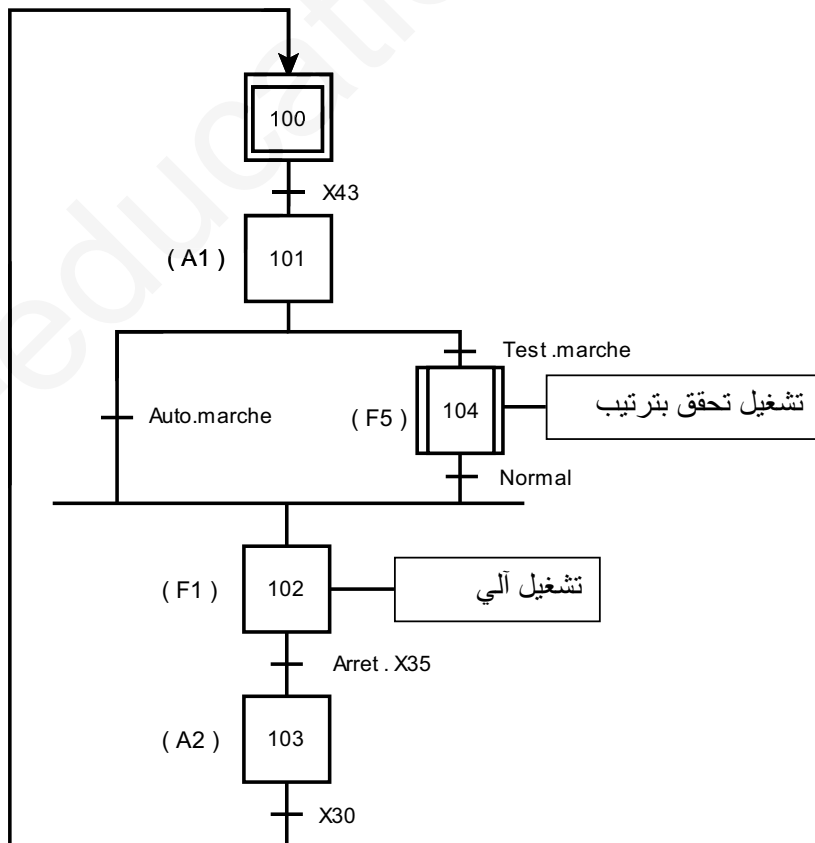 100
X43
( A1 )
101
Test .marche
Auto.marche
( F5 )
104
تشغيل تحقق بترتيب
Normal
( F1 )
102
تشغيل آلي
Arret . X35
( A2 )
103
X30